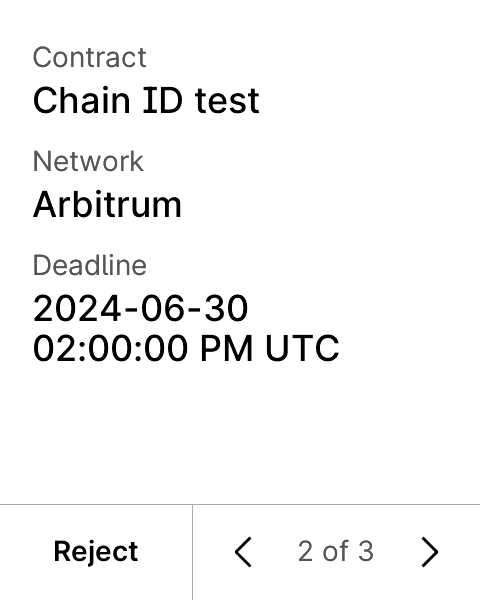 Contract
Chain ID test
Network
Arbitrum
Deadline
2024-06-30
02:00:00 PM UTC
Reject
2 of 3